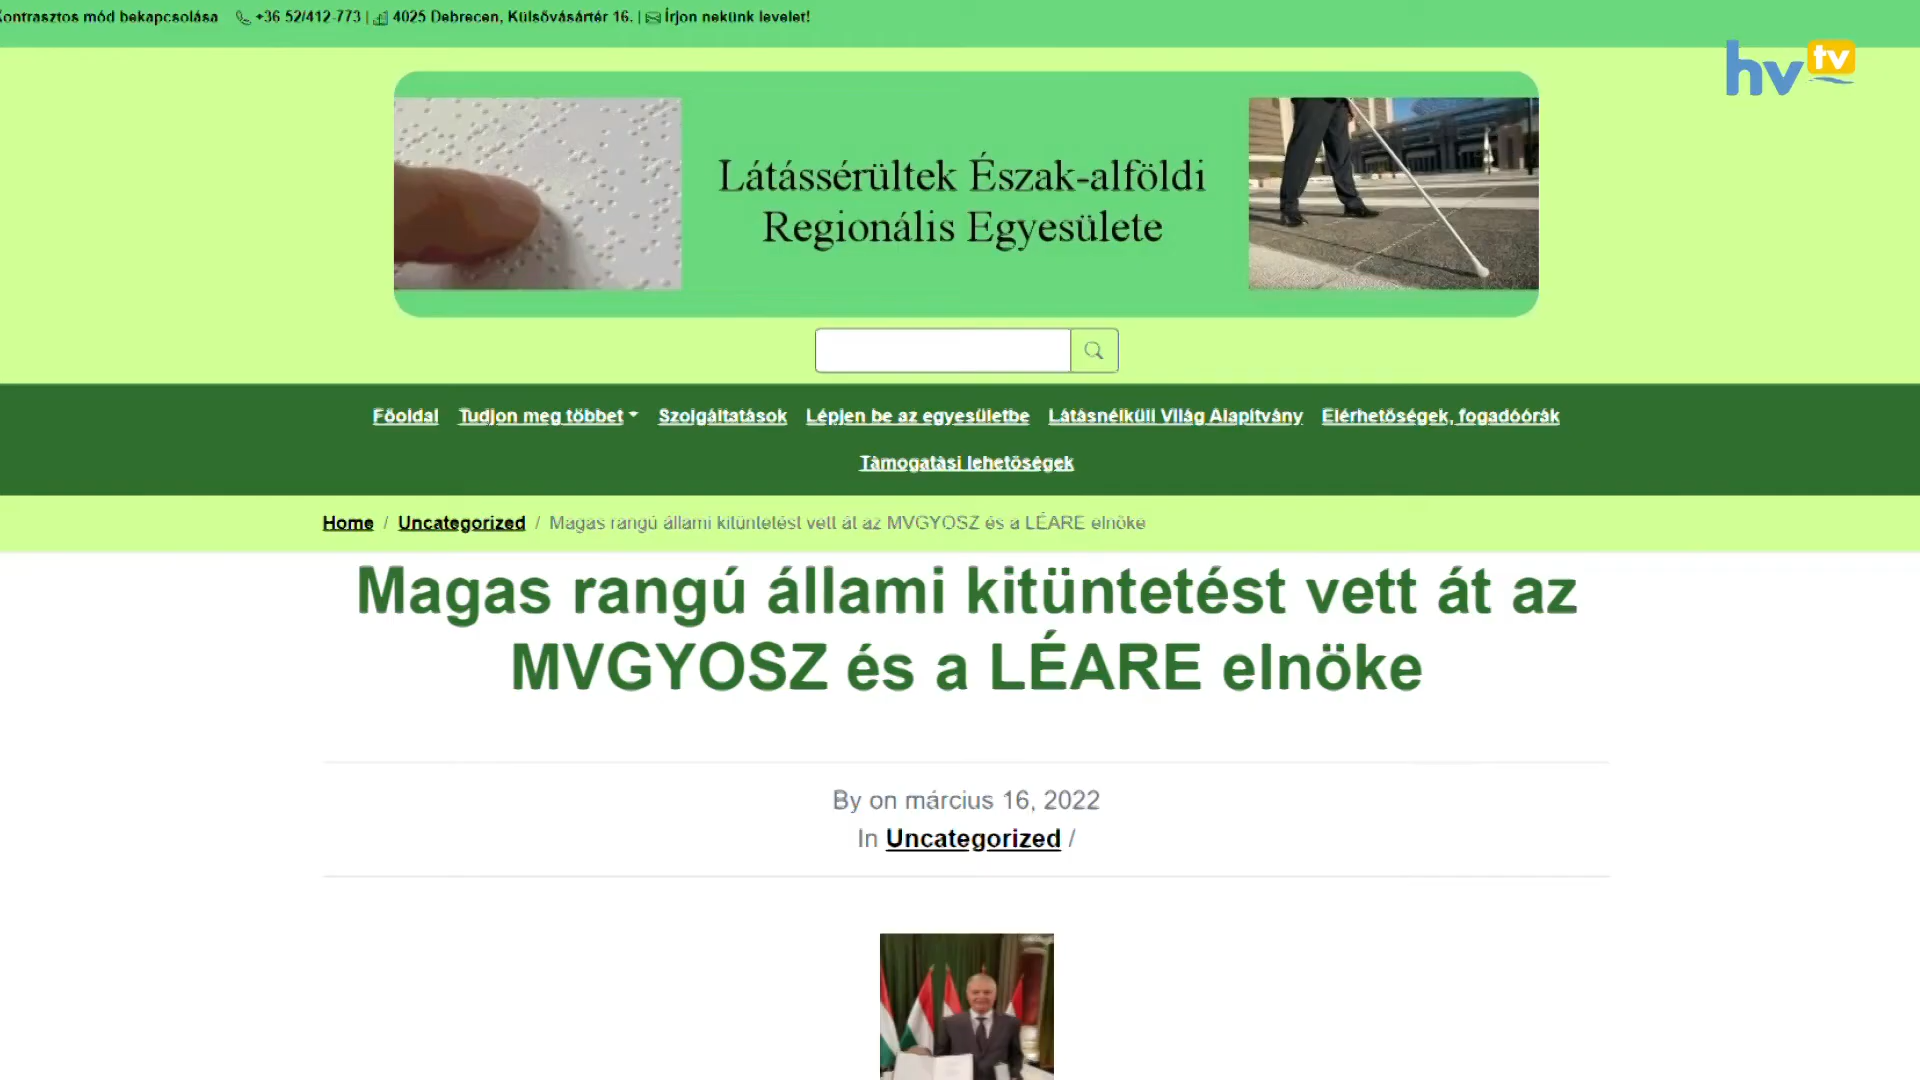 Kontrasztos mód bekapcsolása +36 52/412-773 | 4025 Debrecen, Külsővásártér 16. | Írjon nekünk levelet!
hv tv
Látássérültek Észak-alföldi
Regionális Egyesülete
Főoldal Tudjon meg többet Szolgáltatások Lépjen be az egyesületbe Látásnélküli Világ Alapítvány Elérhetőségek, fogadóórák
Támogatási lehetőségek
Home / Uncategorized / Magas rangú állami kitüntetést vett át az MVGYOSZ és a LÉARE elnöke
Magas rangú állami kitüntetést vett át az
MVGYOSZ és a LÉARE elnöke
By on március 16, 2022
In Uncategorized /